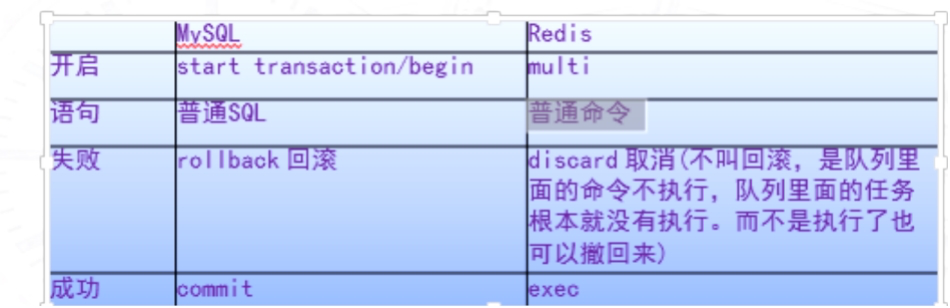 MySQL Redis
开启 start transaction/begin multi
语句 普通SQL 普通命令
失败 rollback 回滚 discard 取消(不叫回滚，是队列里
面的命令不执行，队列里面的任务
根本就没有执行。而不是执行了也
可以撤回来)
成功 commit exec